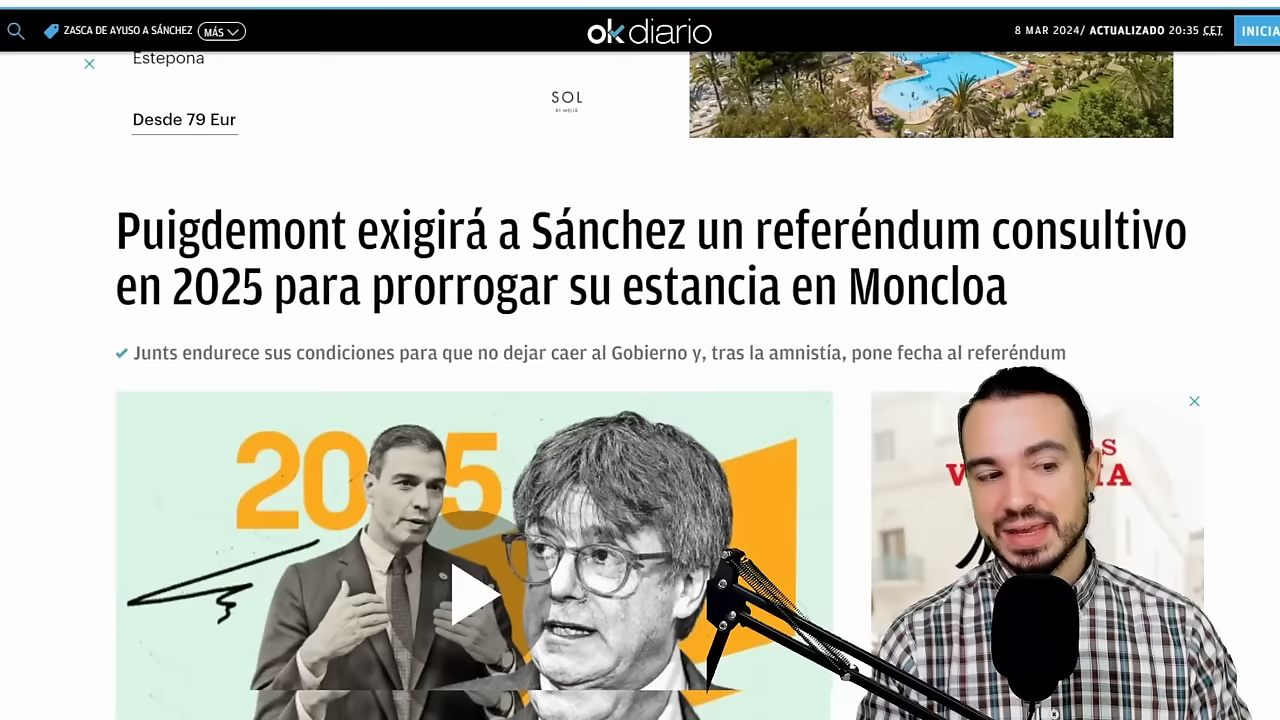 ZASCA DE AYUSO A SÁNCHEZ MÁS
okdiario
8 MAR 2024/ ACTUALIZADO 20:35 CET
INICIA
Estepona
SOL
BY MELIÁ
Desde 79 Eur
Puigdemont exigirá a Sánchez un referéndum consultivo
en 2025 para prorrogar su estancia en Moncloa
Junts endurece sus condiciones para que no dejar caer al Gobierno y, tras la amnistía, pone fecha al referéndum
2025